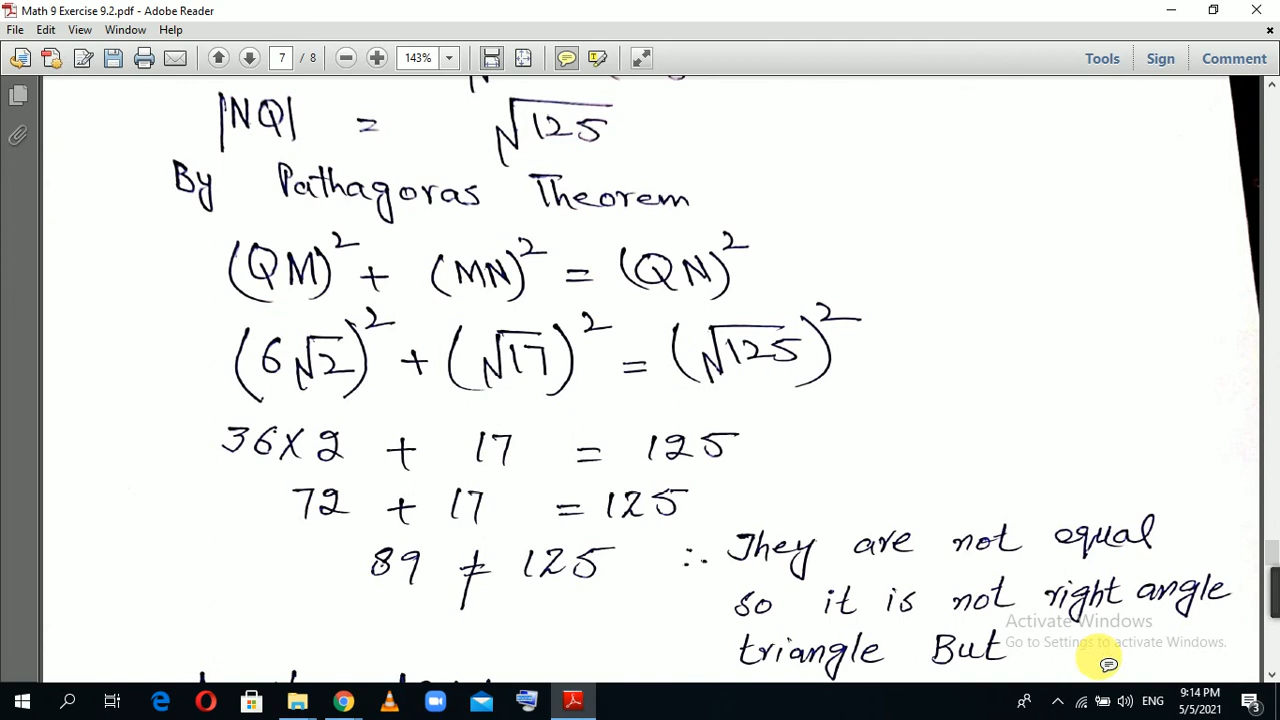 Math 9 Exercise 9.2.pdf - Adobe Reader
File Edit View Window Help
7 / 8 143% Tools Sign Comment
|NQ| = √125
By Pathagoras Theorem
(QM)² + (MN)² = (QN)²
(6√2)² + (√17)² = (√125)²
36×2 + 17 = 125
72 + 17 = 125
89 ≠ 125 ∴ They are not equal
so it is not right angle
Activate Windows
Go to Settings to activate Windows.
triangle But
9:14 PM
ENG
5/5/2021
3